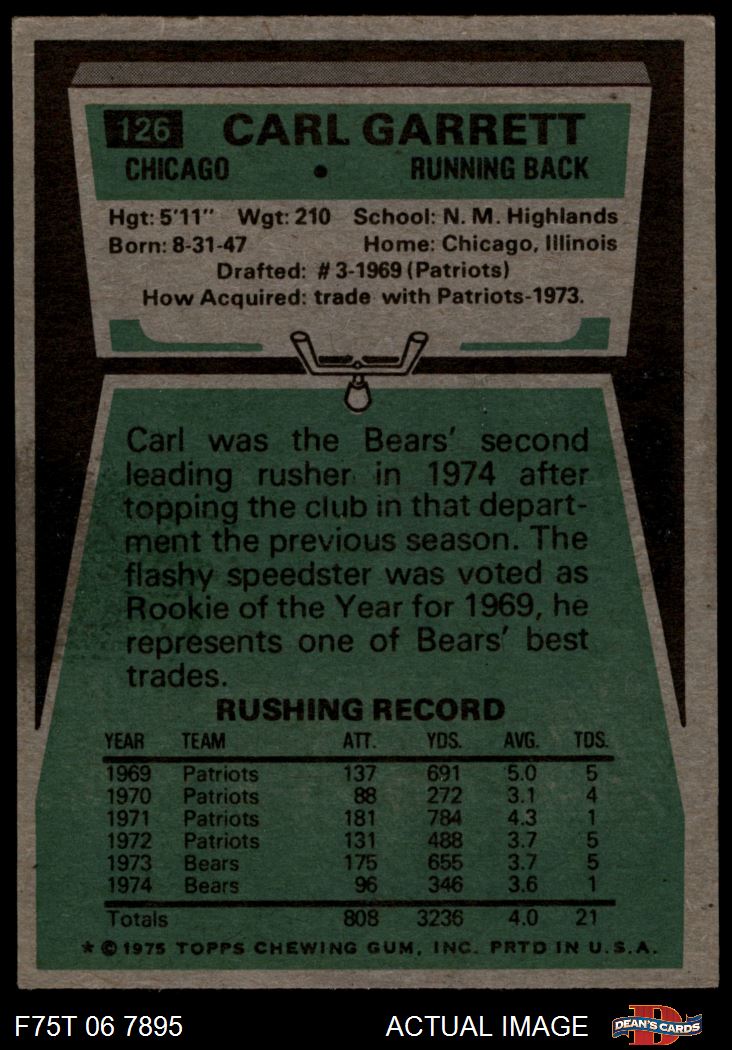 126 CARL GARRETT
CHICAGO • RUNNING BACK
Hgt: 5'11" Wgt: 210 School: N. M. Highlands
Born: 8-31-47 Home: Chicago, Illinois
Drafted: #3-1969 (Patriots)
How Acquired: trade with Patriots-1973.
Carl was the Bears' second
leading rusher in 1974 after
topping the club in that depart-
ment the previous season. The
flashy speedster was voted as
Rookie of the Year for 1969, he
represents one of Bears' best
trades.
RUSHING RECORD
YEAR TEAM ATT. YDS. AVG. TDS.
1969 Patriots 137 691 5.0 5
1970 Patriots 88 272 3.1 4
1971 Patriots 181 784 4.3 1
1972 Patriots 131 488 3.7 5
1973 Bears 175 655 3.7 5
1974 Bears 96 346 3.6 1
Totals 808 3236 4.0 21
* © 1975 TOPPS CHEWING GUM, INC. PRTD IN U.S.A.
F75T 06 7895 ACTUAL IMAGE D DEAN'S CARDS